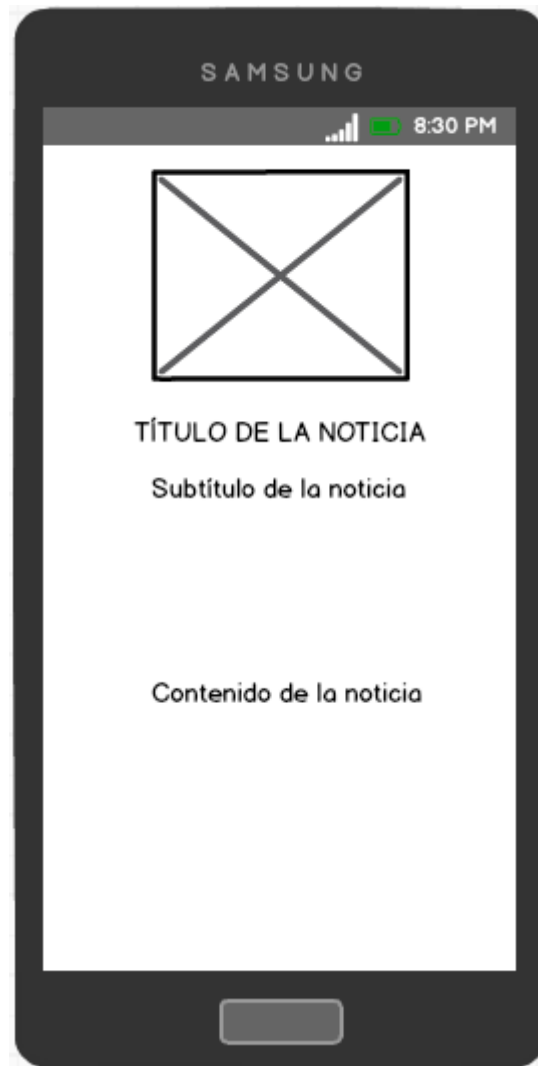 SAMSUNG
8:30 PM
TÍTULO DE LA NOTICIA
Subtítulo de la noticia
Contenido de la noticia